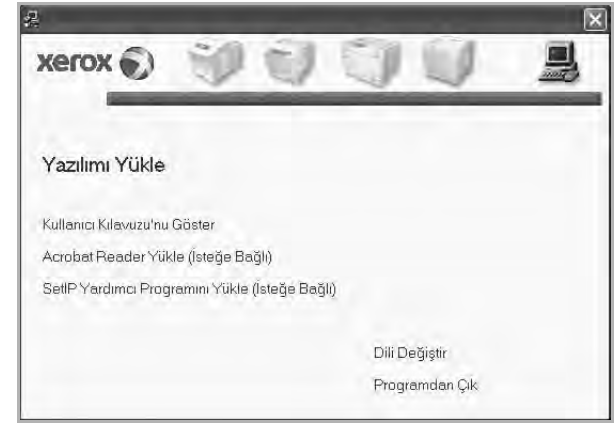 xerox
Yazılımı Yükle
Kullanıcı Kılavuzu'nu Göster
Acrobat Reader Yükle (İsteğe Bağlı)
SetIP Yardımcı Programını Yükle (İsteğe Bağlı)
Dili Değiştir
Programdan Çık